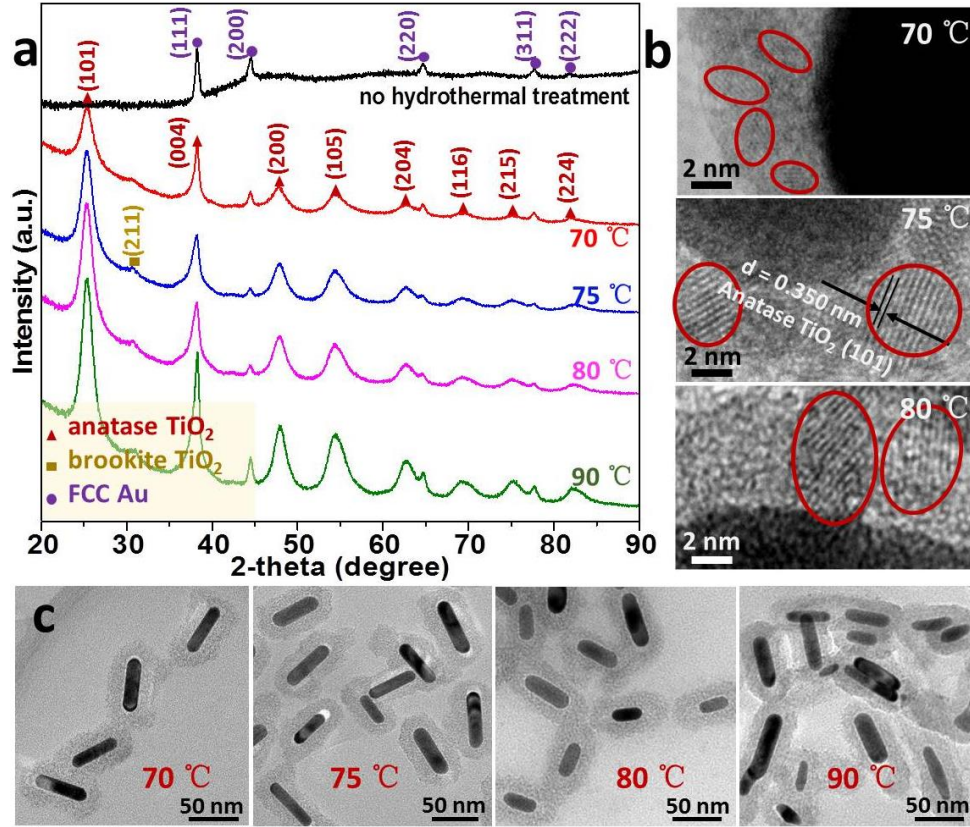 a
(111)
(200)
(220)
(311)
(222)
(101)
no hydrothermal treatment
(004)
(200)
(105)
(204)
(116)
(215)
(224)
70 ℃
(211)
75 ℃
80 ℃
90 ℃
anatase TiO₂
brookite TiO₂
FCC Au
Intensity (a.u.)
20 30 40 50 60 70 80 90
2-theta (degree)
b
70 ℃
2 nm
75 ℃
d = 0.350 nm
Anatase TiO₂ (101)
2 nm
80 ℃
2 nm
c
70 ℃
50 nm
75 ℃
50 nm
80 ℃
50 nm
90 ℃
50 nm